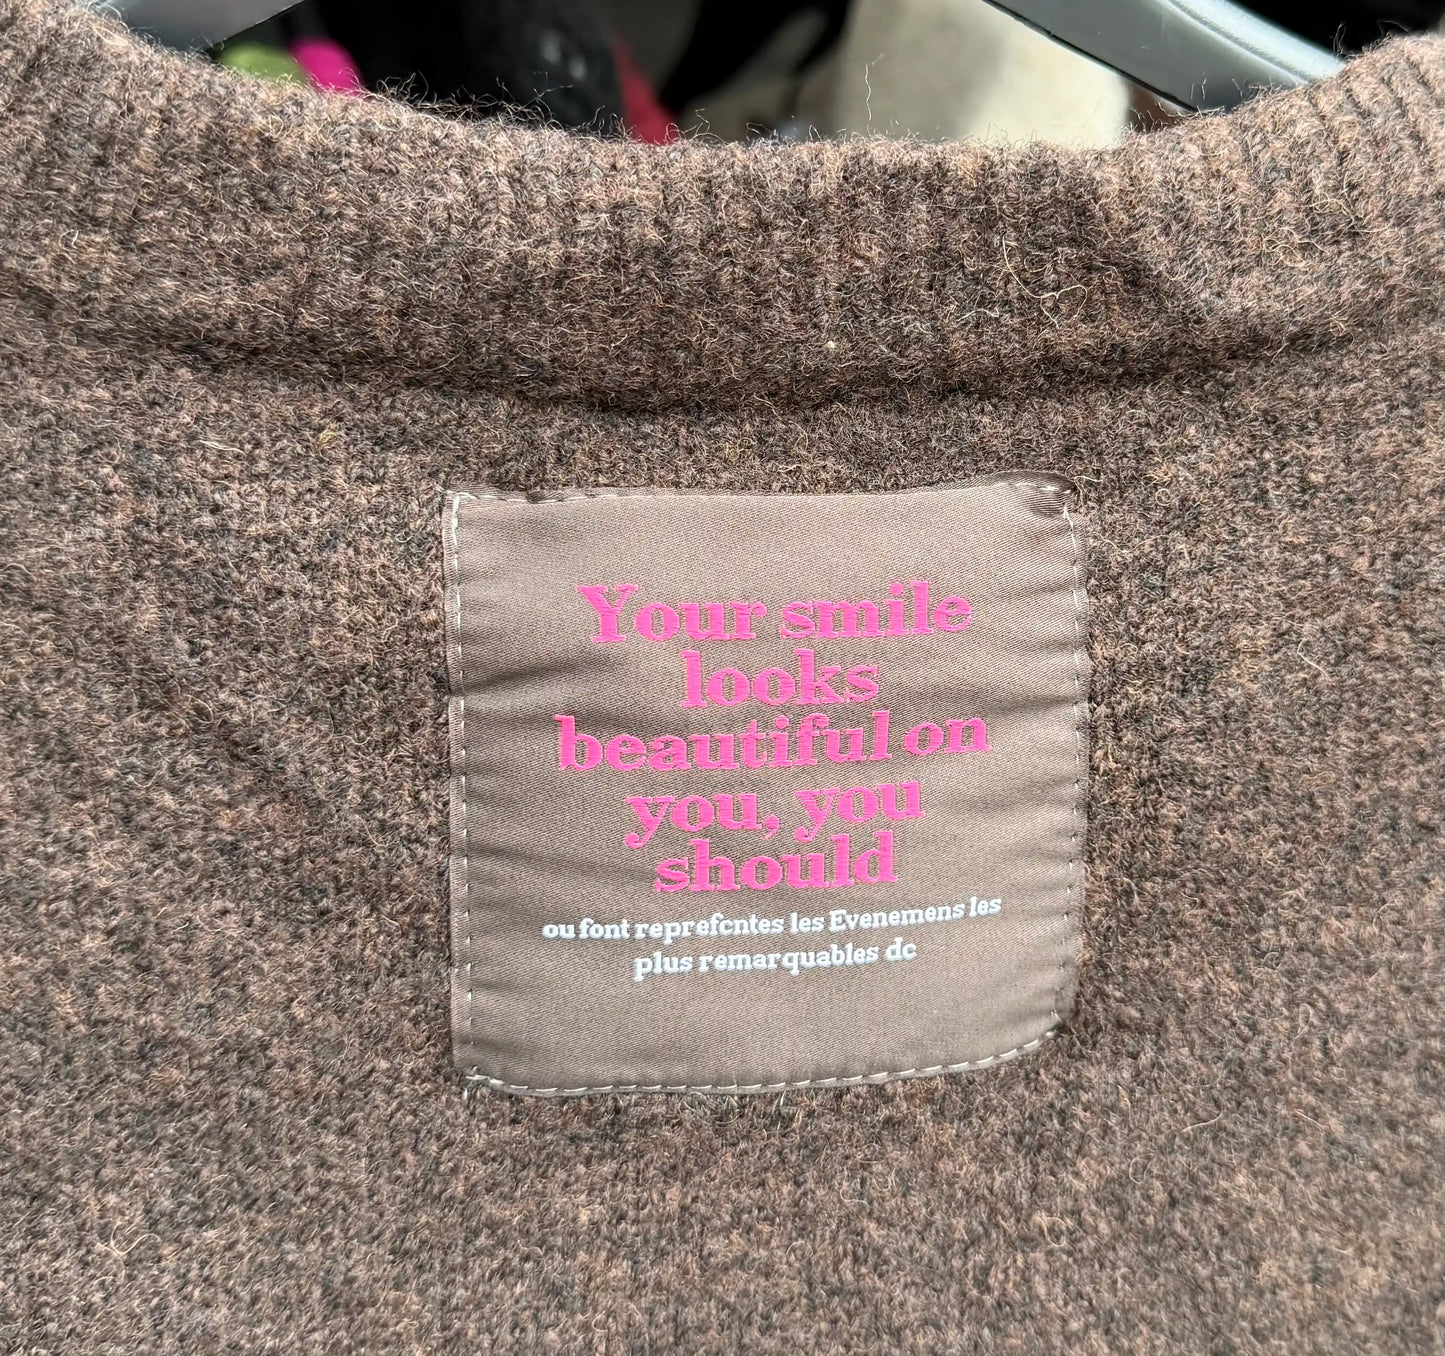 Your smile
looks
beautiful on
you, you
should
ou font reprefcntes les Evenemens les
plus remarquables dc